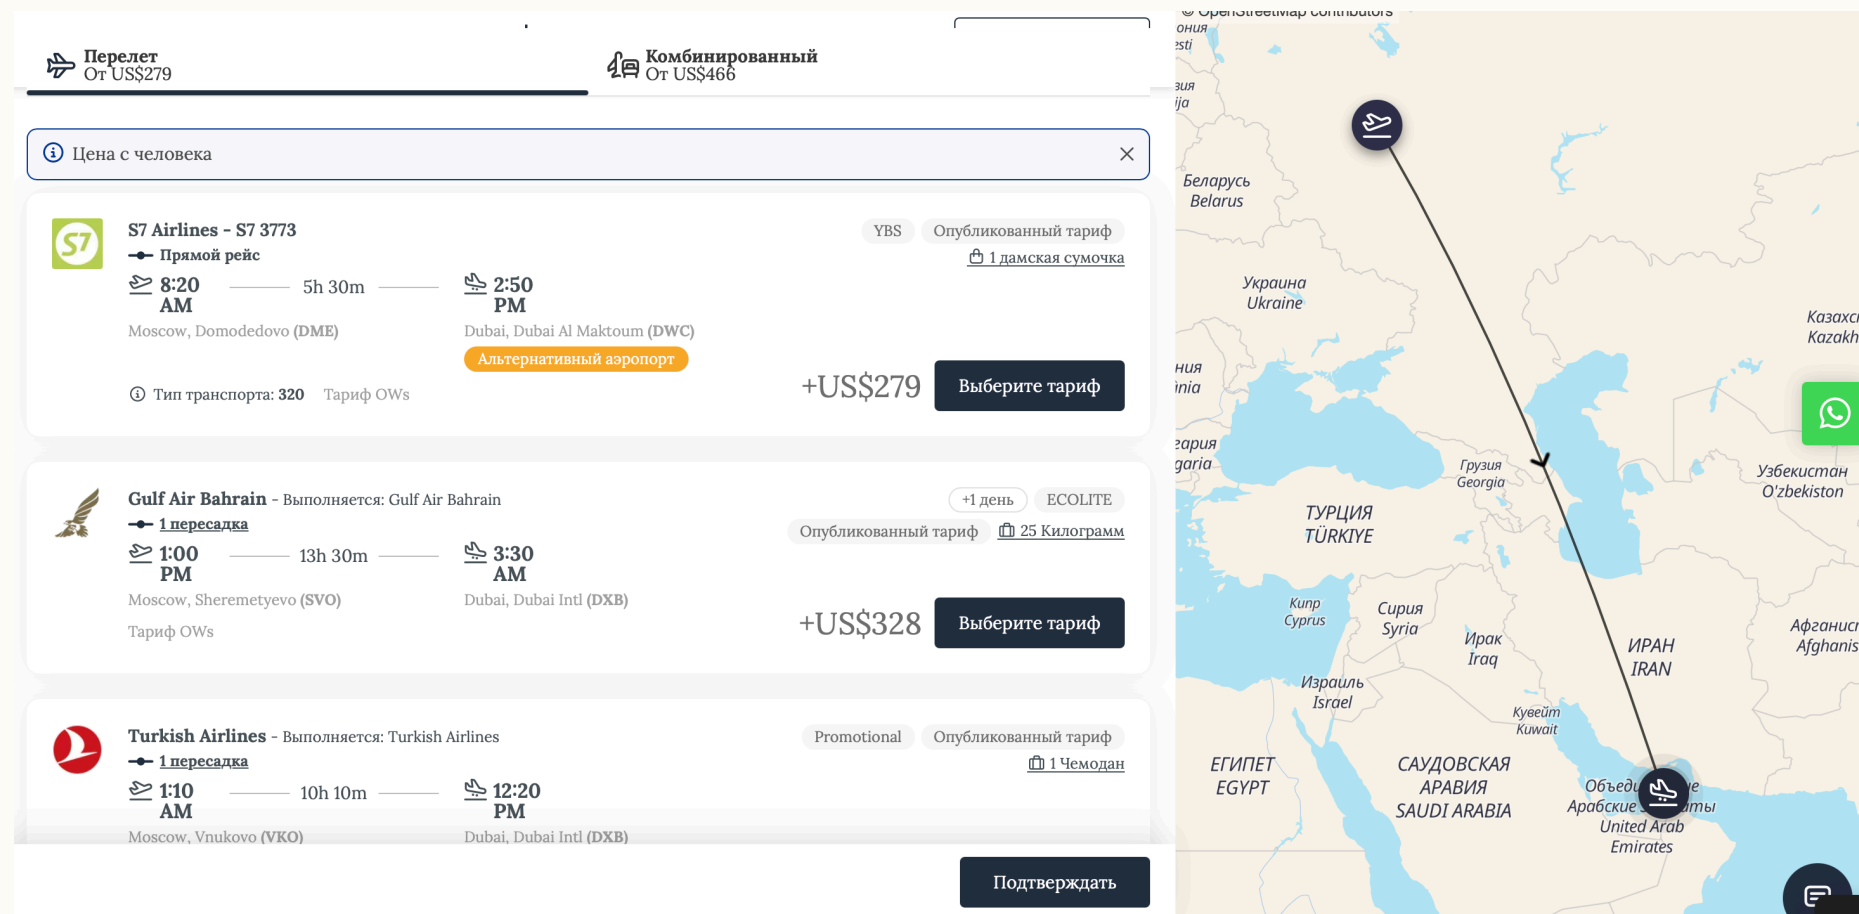 Перелет
От US$279
Комбинированный
От US$466
Цена с человека
S7
S7 Airlines - S7 3773
Прямой рейс
YBS
Опубликованный тариф
1 дамская сумочка
8:20 AM
5h 30m
2:50 PM
Moscow, Domodedovo (DME)
Dubai, Dubai Al Maktoum (DWC)
Альтернативный аэропорт
Тип транспорта: 320
Тариф OWs
+US$279
Выберите тариф
Gulf Air Bahrain - Выполняется: Gulf Air Bahrain
1 пересадка
+1 день
ECOLITE
Опубликованный тариф
25 Килограмм
1:00 PM
13h 30m
3:30 AM
Moscow, Sheremetyevo (SVO)
Dubai, Dubai Intl (DXB)
Тариф OWs
+US$328
Выберите тариф
Turkish Airlines - Выполняется: Turkish Airlines
1 пересадка
Promotional
Опубликованный тариф
1 Чемодан
1:10 AM
10h 10m
12:20 PM
Moscow, Vnukovo (VKO)
Dubai, Dubai Intl (DXB)
Подтверждать
© OpenStreetMap contributors
Беларусь
Belarus
Украина
Ukraine
Грузия
Georgia
ТУРЦИЯ
TÜRKIYE
Узбекистан
O'zbekiston
Кипр
Cyprus
Сирия
Syria
Ирак
Iraq
ИРАН
IRAN
Израиль
Israel
Кувейт
Kuwait
ЕГИПЕТ
EGYPT
САУДОВСКАЯ
АРАВИЯ
SAUDI ARABIA
United Arab
Emirates